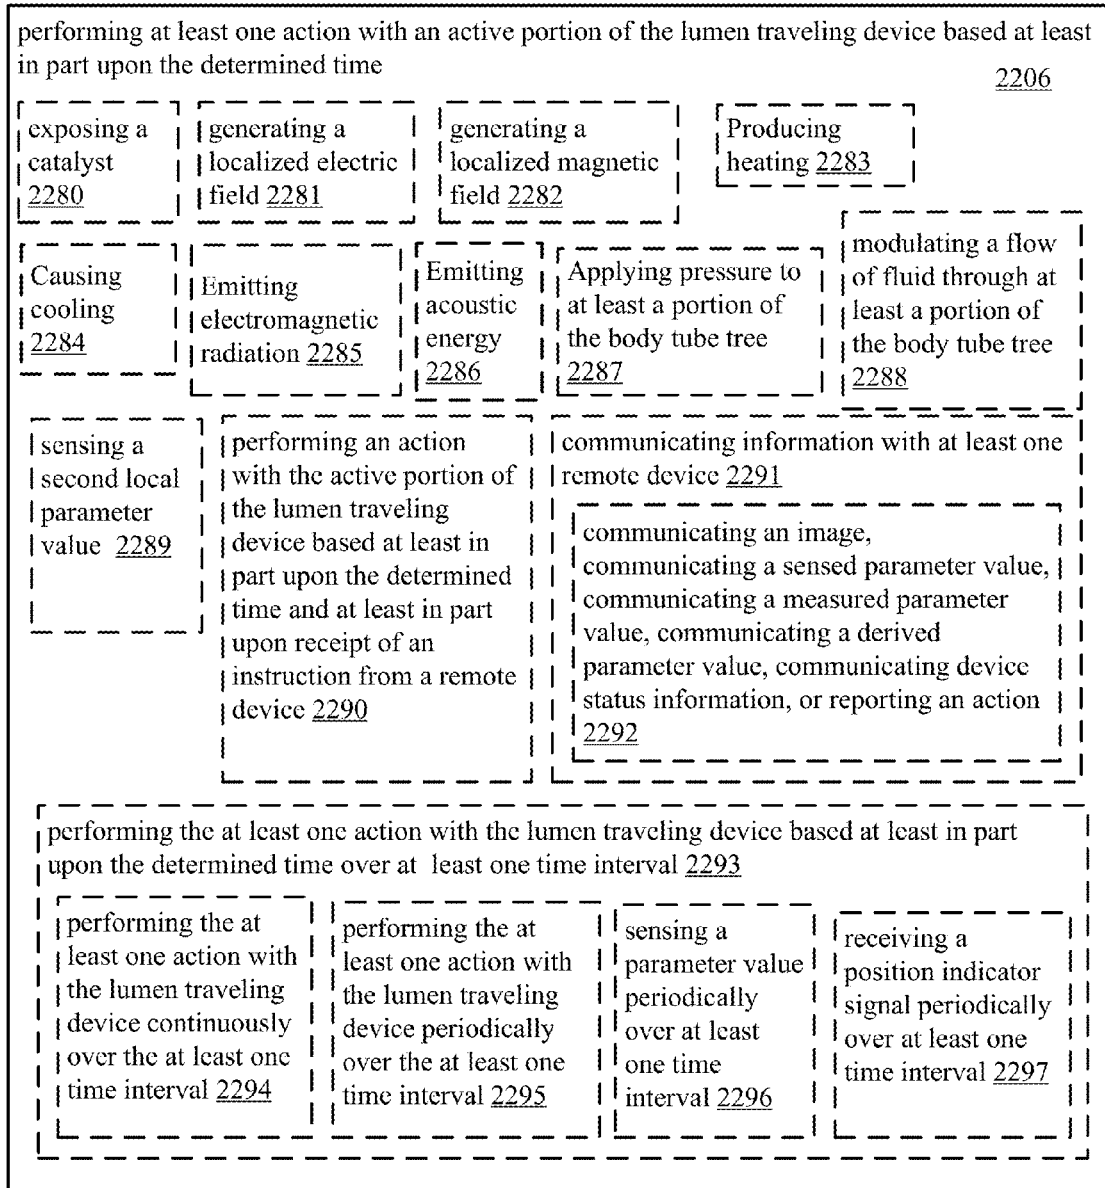 performing at least one action with an active portion of the lumen traveling device based at least
in part upon the determined time
2206
exposing a
catalyst
2280
generating a
localized electric
field 2281
generating a
localized magnetic
field 2282
Producing
heating 2283
Causing
cooling
2284
Emitting
electromagnetic
radiation 2285
Emitting
acoustic
energy
2286
Applying pressure to
at least a portion of
the body tube tree
2287
modulating a flow
of fluid through at
least a portion of
the body tube tree
2288
sensing a
second local
parameter
value 2289
performing an action
with the active portion of
the lumen traveling
device based at least in
part upon the determined
time and at least in part
upon receipt of an
instruction from a remote
device 2290
communicating information with at least one
remote device 2291
communicating an image,
communicating a sensed parameter value,
communicating a measured parameter
value, communicating a derived
parameter value, communicating device
status information, or reporting an action
2292
performing the at least one action with the lumen traveling device based at least in part
upon the determined time over at least one time interval 2293
performing the at
least one action with
the lumen traveling
device continuously
over the at least one
time interval 2294
performing the at
least one action with
the lumen traveling
device periodically
over the at least one
time interval 2295
sensing a
parameter value
periodically
over at least
one time
interval 2296
receiving a
position indicator
signal periodically
over at least one
time interval 2297